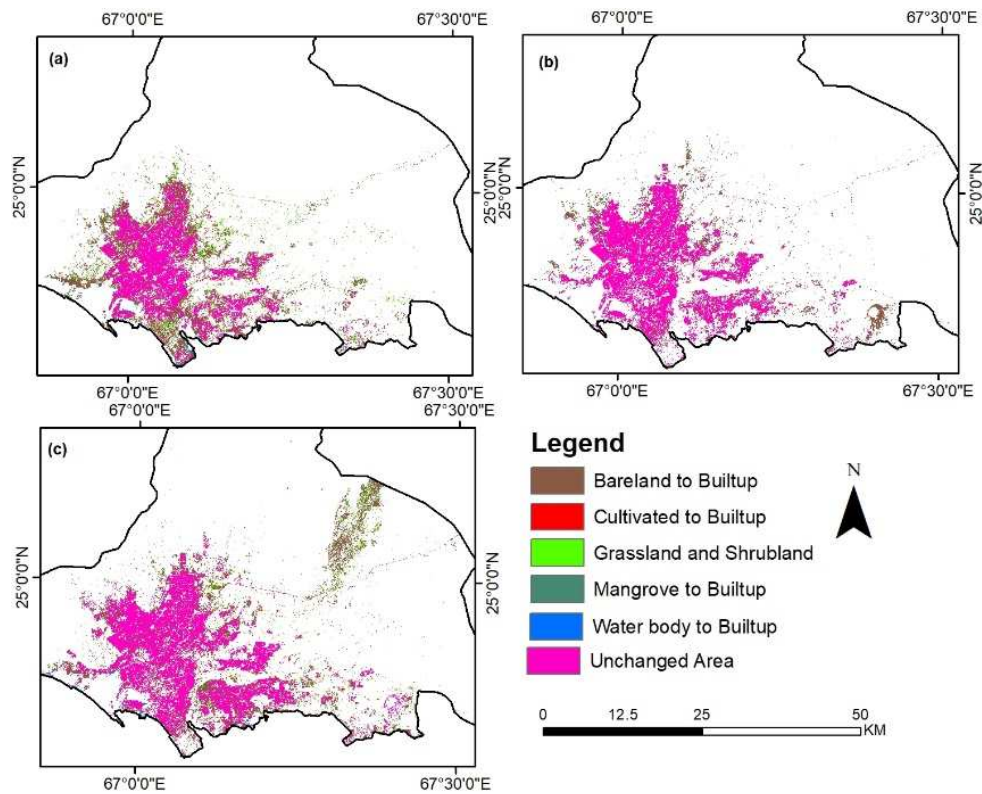 67°0'0"E 67°30'0"E
67°0'0"E 67°30'0"E
(a)
(b)
25°0'0"N 25°0'0"N
25°0'0"N 25°0'0"N
67°0'0"E 67°30'0"E
67°0'0"E 67°30'0"E
67°0'0"E 67°30'0"E
(c)
25°0'0"N 25°0'0"N
67°0'0"E 67°30'0"E
Legend
Bareland to Builtup
Cultivated to Builtup
Grassland and Shrubland
Mangrove to Builtup
Water body to Builtup
Unchanged Area
N
0 12.5 25 50
KM